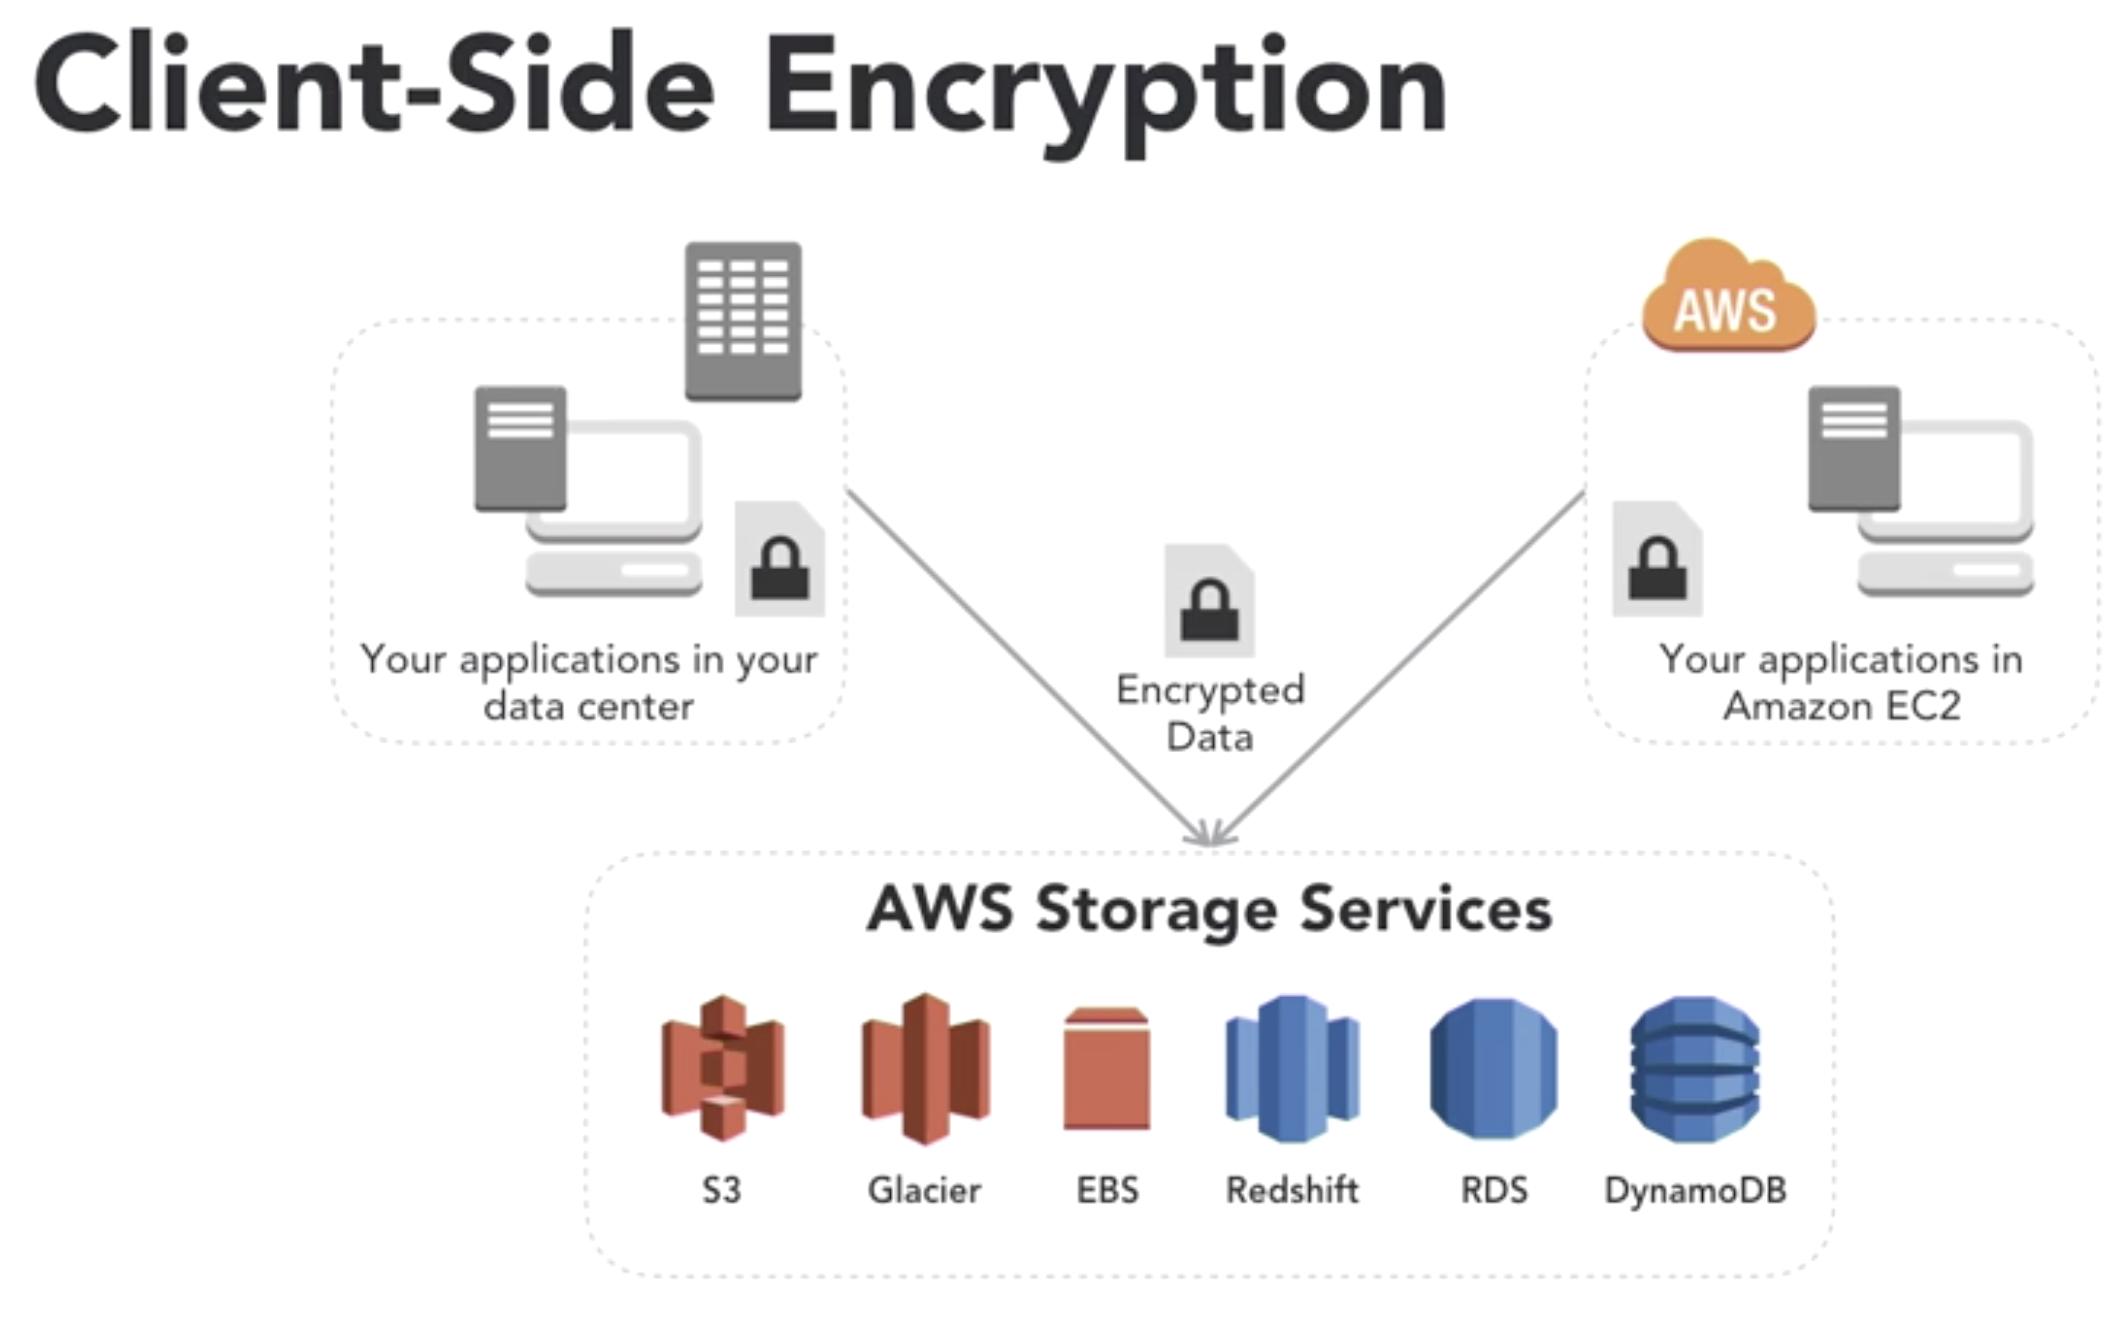 Client-Side Encryption
AWS
Your applications in your
data center
Encrypted
Data
Your applications in
Amazon EC2
AWS Storage Services
S3
Glacier
EBS
Redshift
RDS
DynamoDB